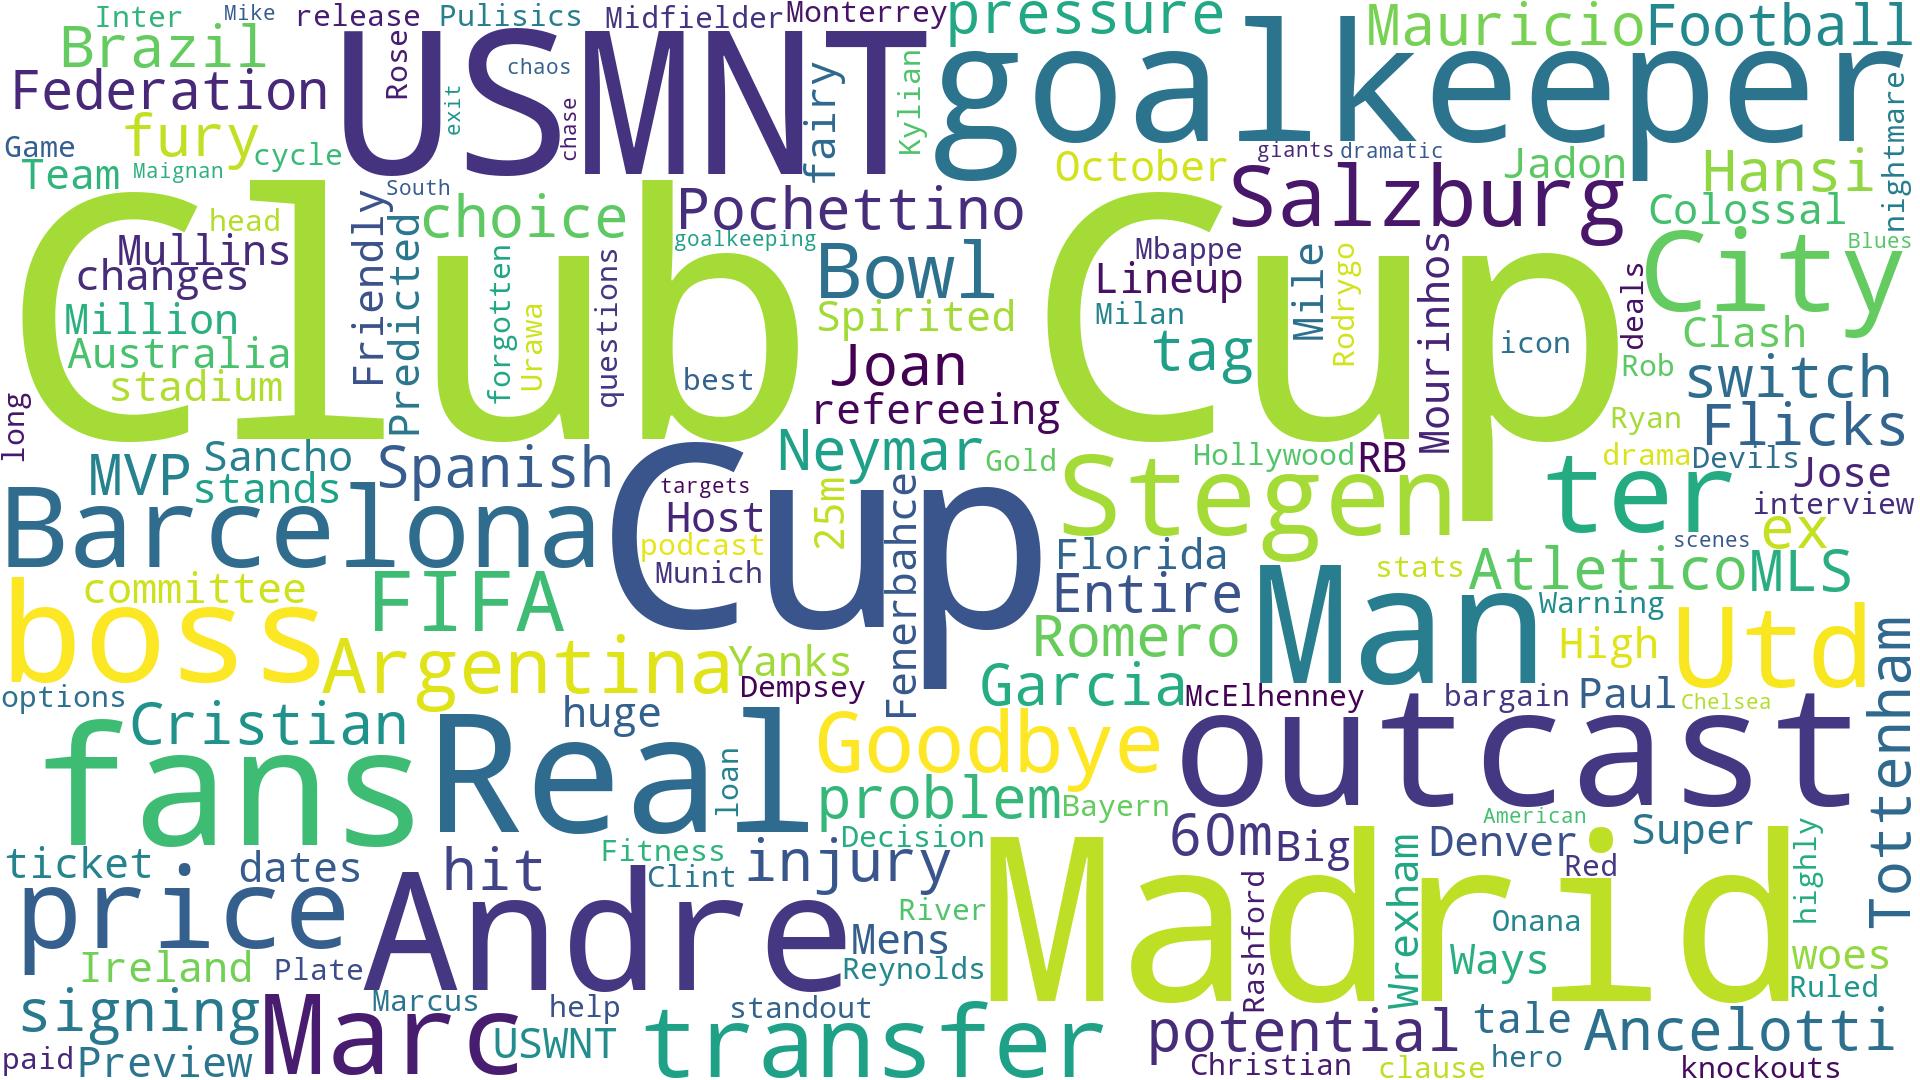 Inter
Mike
release
Pulisics
Midfielder
Monterrey
pressure
Mauricio
Football
Brazil
Rose
USMNT
chaos
goalkeeper
Federation
exit
chase
fairy
Kylian
nightmare
fury
Game
cycle
Team
Maignan
October
giants
dramatic
Jadon
Hansi
South
Club
Cup
Salzburg
head
Friendly
Predicted
choice
Pochettino
Colossal
Mullins
changes
goalkeeping
Bowl
Mbappe
Mile
Rodrygo
Mourinhos
City
Blues
forgotten
Urawa
questions
Lineup
deals
Million
Spirited
Milan
Clash
Australia
best
Joan
tag
icon
Rob
stadium
refereeing
switch
long
Ryan
Flicks
MVP
Sancho
stands
Spanish
Cup
Neymar
Gold
Stegen
Hollywood
RB
drama
Devils
Jose
ter
interview
Barcelona
targets
Host
25m
Fenerbahce
podcast
Munich
Florida
ex
scenes
boss
committee
FIFA
Entire
Man
stats
Atletico
MLS
Warning
Utd
Argentina
Romero
High
Tottenham
Yanks
Dempsey
Garcia
McElhenney
bargain
Paul
Chelsea
options
Cristian
huge
fans
Real
loan
Goodbye
outcast
problem
Bayern
American
Decision
60m
Big
Denver
Super
ticket
dates
hit
Fitness
Clint
injury
Madrid
Wrexham
Red
highly
price
Andre
River
Rashford
Onana
Mens
Ireland
Plate
Reynolds
Ways
woes
Ruled
signing
Marc
Marcus
help
standout
USWNT
transfer
potential
tale
Ancelotti
paid
Preview
Christian
clause
hero
knockouts